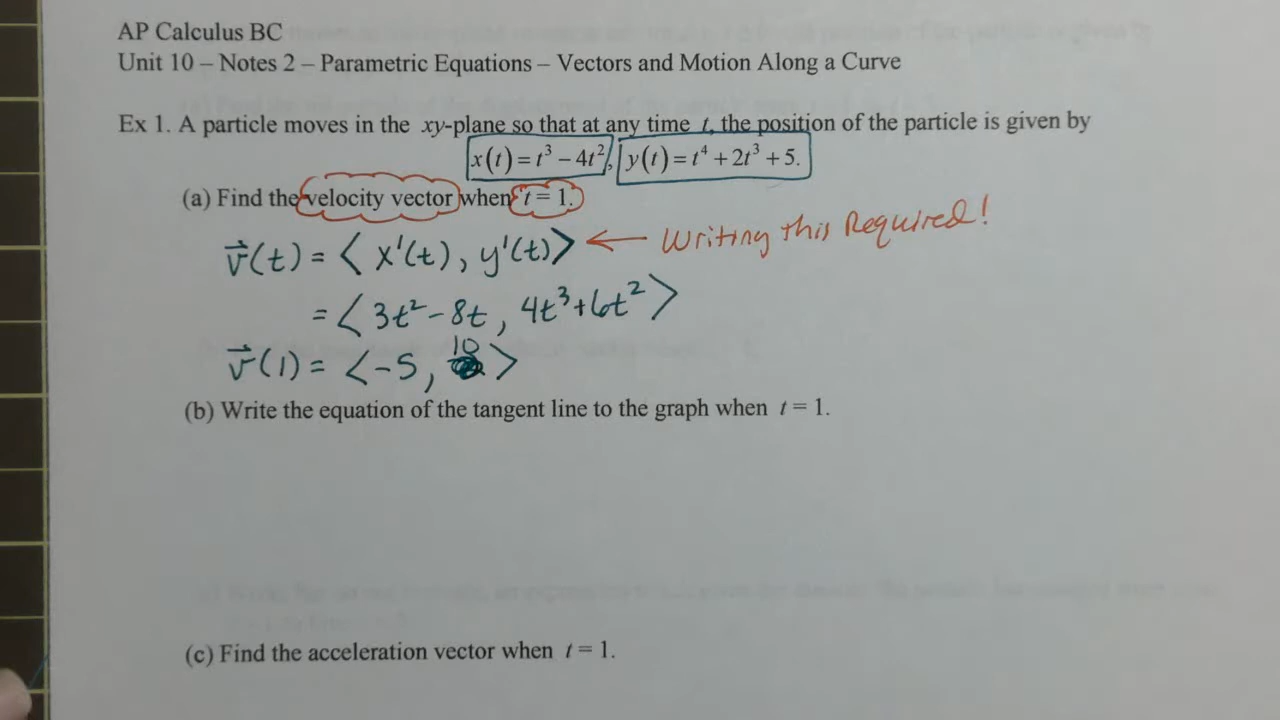 AP Calculus BC
Unit 10 – Notes 2 – Parametric Equations – Vectors and Motion Along a Curve
Ex 1. A particle moves in the xy-plane so that at any time t, the position of the particle is given by
x(t) = t³ − 4t², y(t) = t⁴ + 2t³ + 5.
(a) Find the velocity vector when t = 1.
v⃗(t) = ⟨ x'(t), y'(t) ⟩ ← Writing this Required!
= ⟨ 3t² − 8t, 4t³ + 6t² ⟩
v⃗(1) = ⟨ −5, 10 ⟩
(b) Write the equation of the tangent line to the graph when t = 1.
(c) Find the acceleration vector when t = 1.